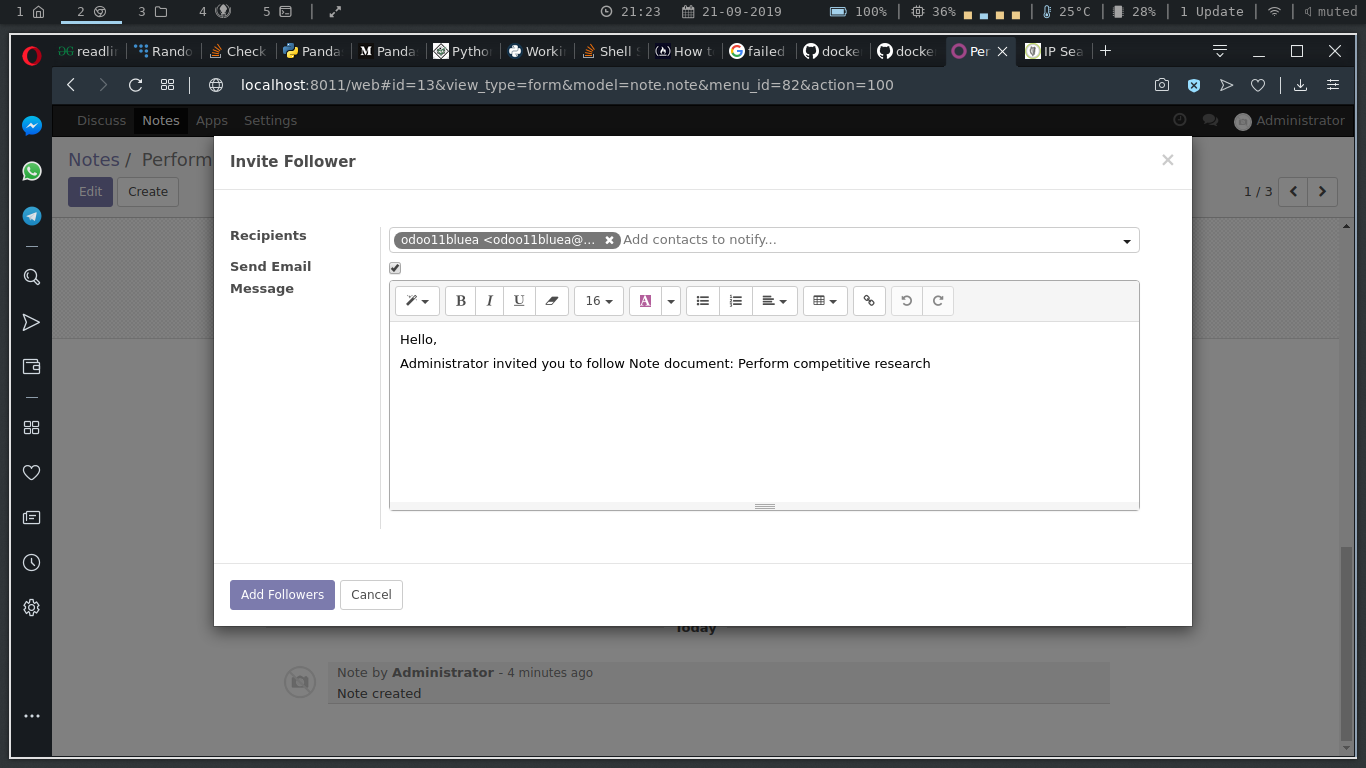 1 2 3 4 5 21:23 21-09-2019 100% 36% 25°C 28% 1 Update muted
readlin Rando Check Panda Panda Pytho Worki Shell S How t failed docke docke Per IP Sea
localhost:8011/web#id=13&view_type=form&model=note.note&menu_id=82&action=100
Discuss Notes Apps Settings Administrator
Notes / Perform
Edit Create 1 / 3
Invite Follower ×
Recipients odoo11bluea <odoo11bluea@... Add contacts to notify...
Send Email
Message
B I U 16 A
Hello,
Administrator invited you to follow Note document: Perform competitive research
Add Followers Cancel
Today
Note by Administrator - 4 minutes ago
Note created